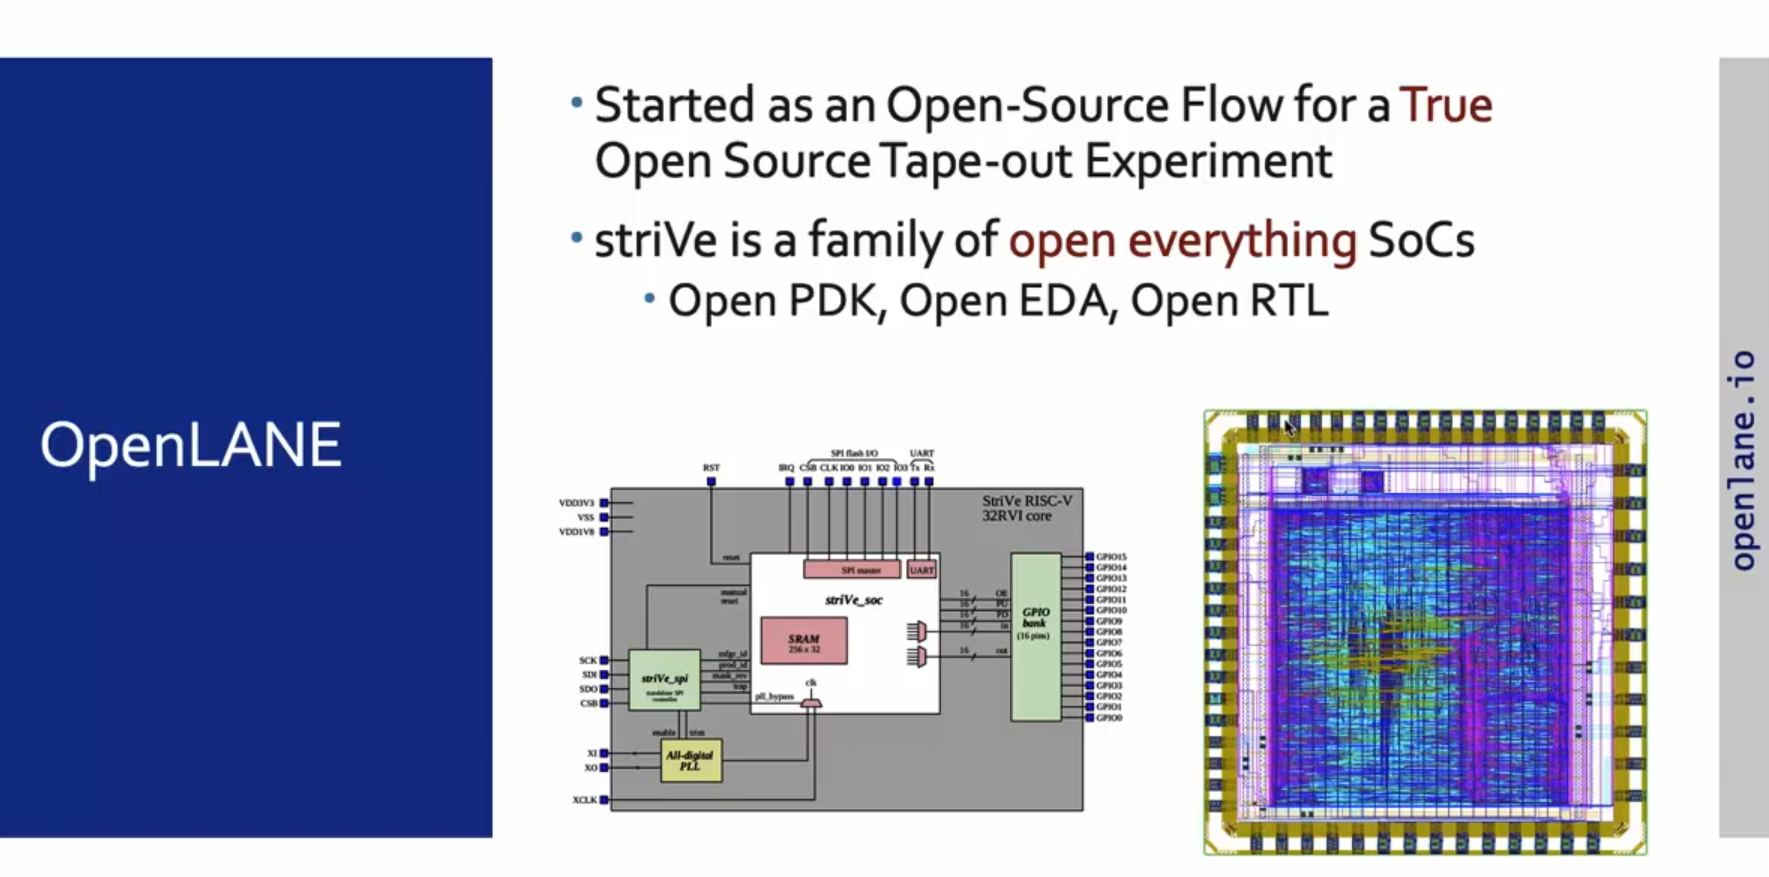 OpenLANE
• Started as an Open-Source Flow for a True
Open Source Tape-out Experiment
• striVe is a family of open everything SoCs
• Open PDK, Open EDA, Open RTL
SPI flash I/O
UART
RST
IRQ CSB CLK IO0 IO1 IO2 IO3 Tx Rx
VDD3V3
VSS
VDD1V8
StriVe RISC-V
32RVI core
reset
SPI master
UART
manual
reset
striVe_soc
SRAM
256 x 32
16 OE
16 PU
16 PD
16 in
16 out
GPIO
bank
(16 pins)
GPIO15
GPIO14
GPIO13
GPIO12
GPIO11
GPIO10
GPIO9
GPIO8
GPIO7
GPIO6
GPIO5
GPIO4
GPIO3
GPIO2
GPIO1
GPIO0
SCK
SDI
SDO
CSB
striVe_spi
standalone SPI
controller
mfgr_id
prod_id
mask_rev
trap
pll_bypass
clk
enable
trim
All-digital
PLL
XI
XO
XCLK
openlane.io